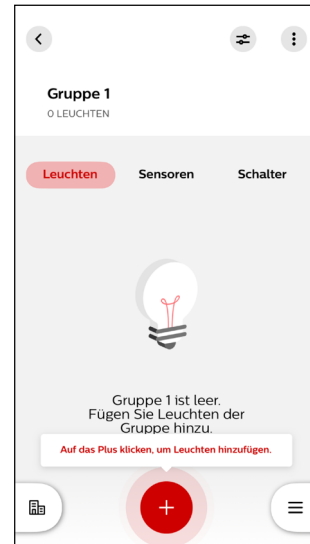 Gruppe 1
0 LEUCHTEN
Leuchten Sensoren Schalter
Gruppe 1 ist leer.
Fügen Sie Leuchten der
Gruppe hinzu.
Auf das Plus klicken, um Leuchten hinzufügen.